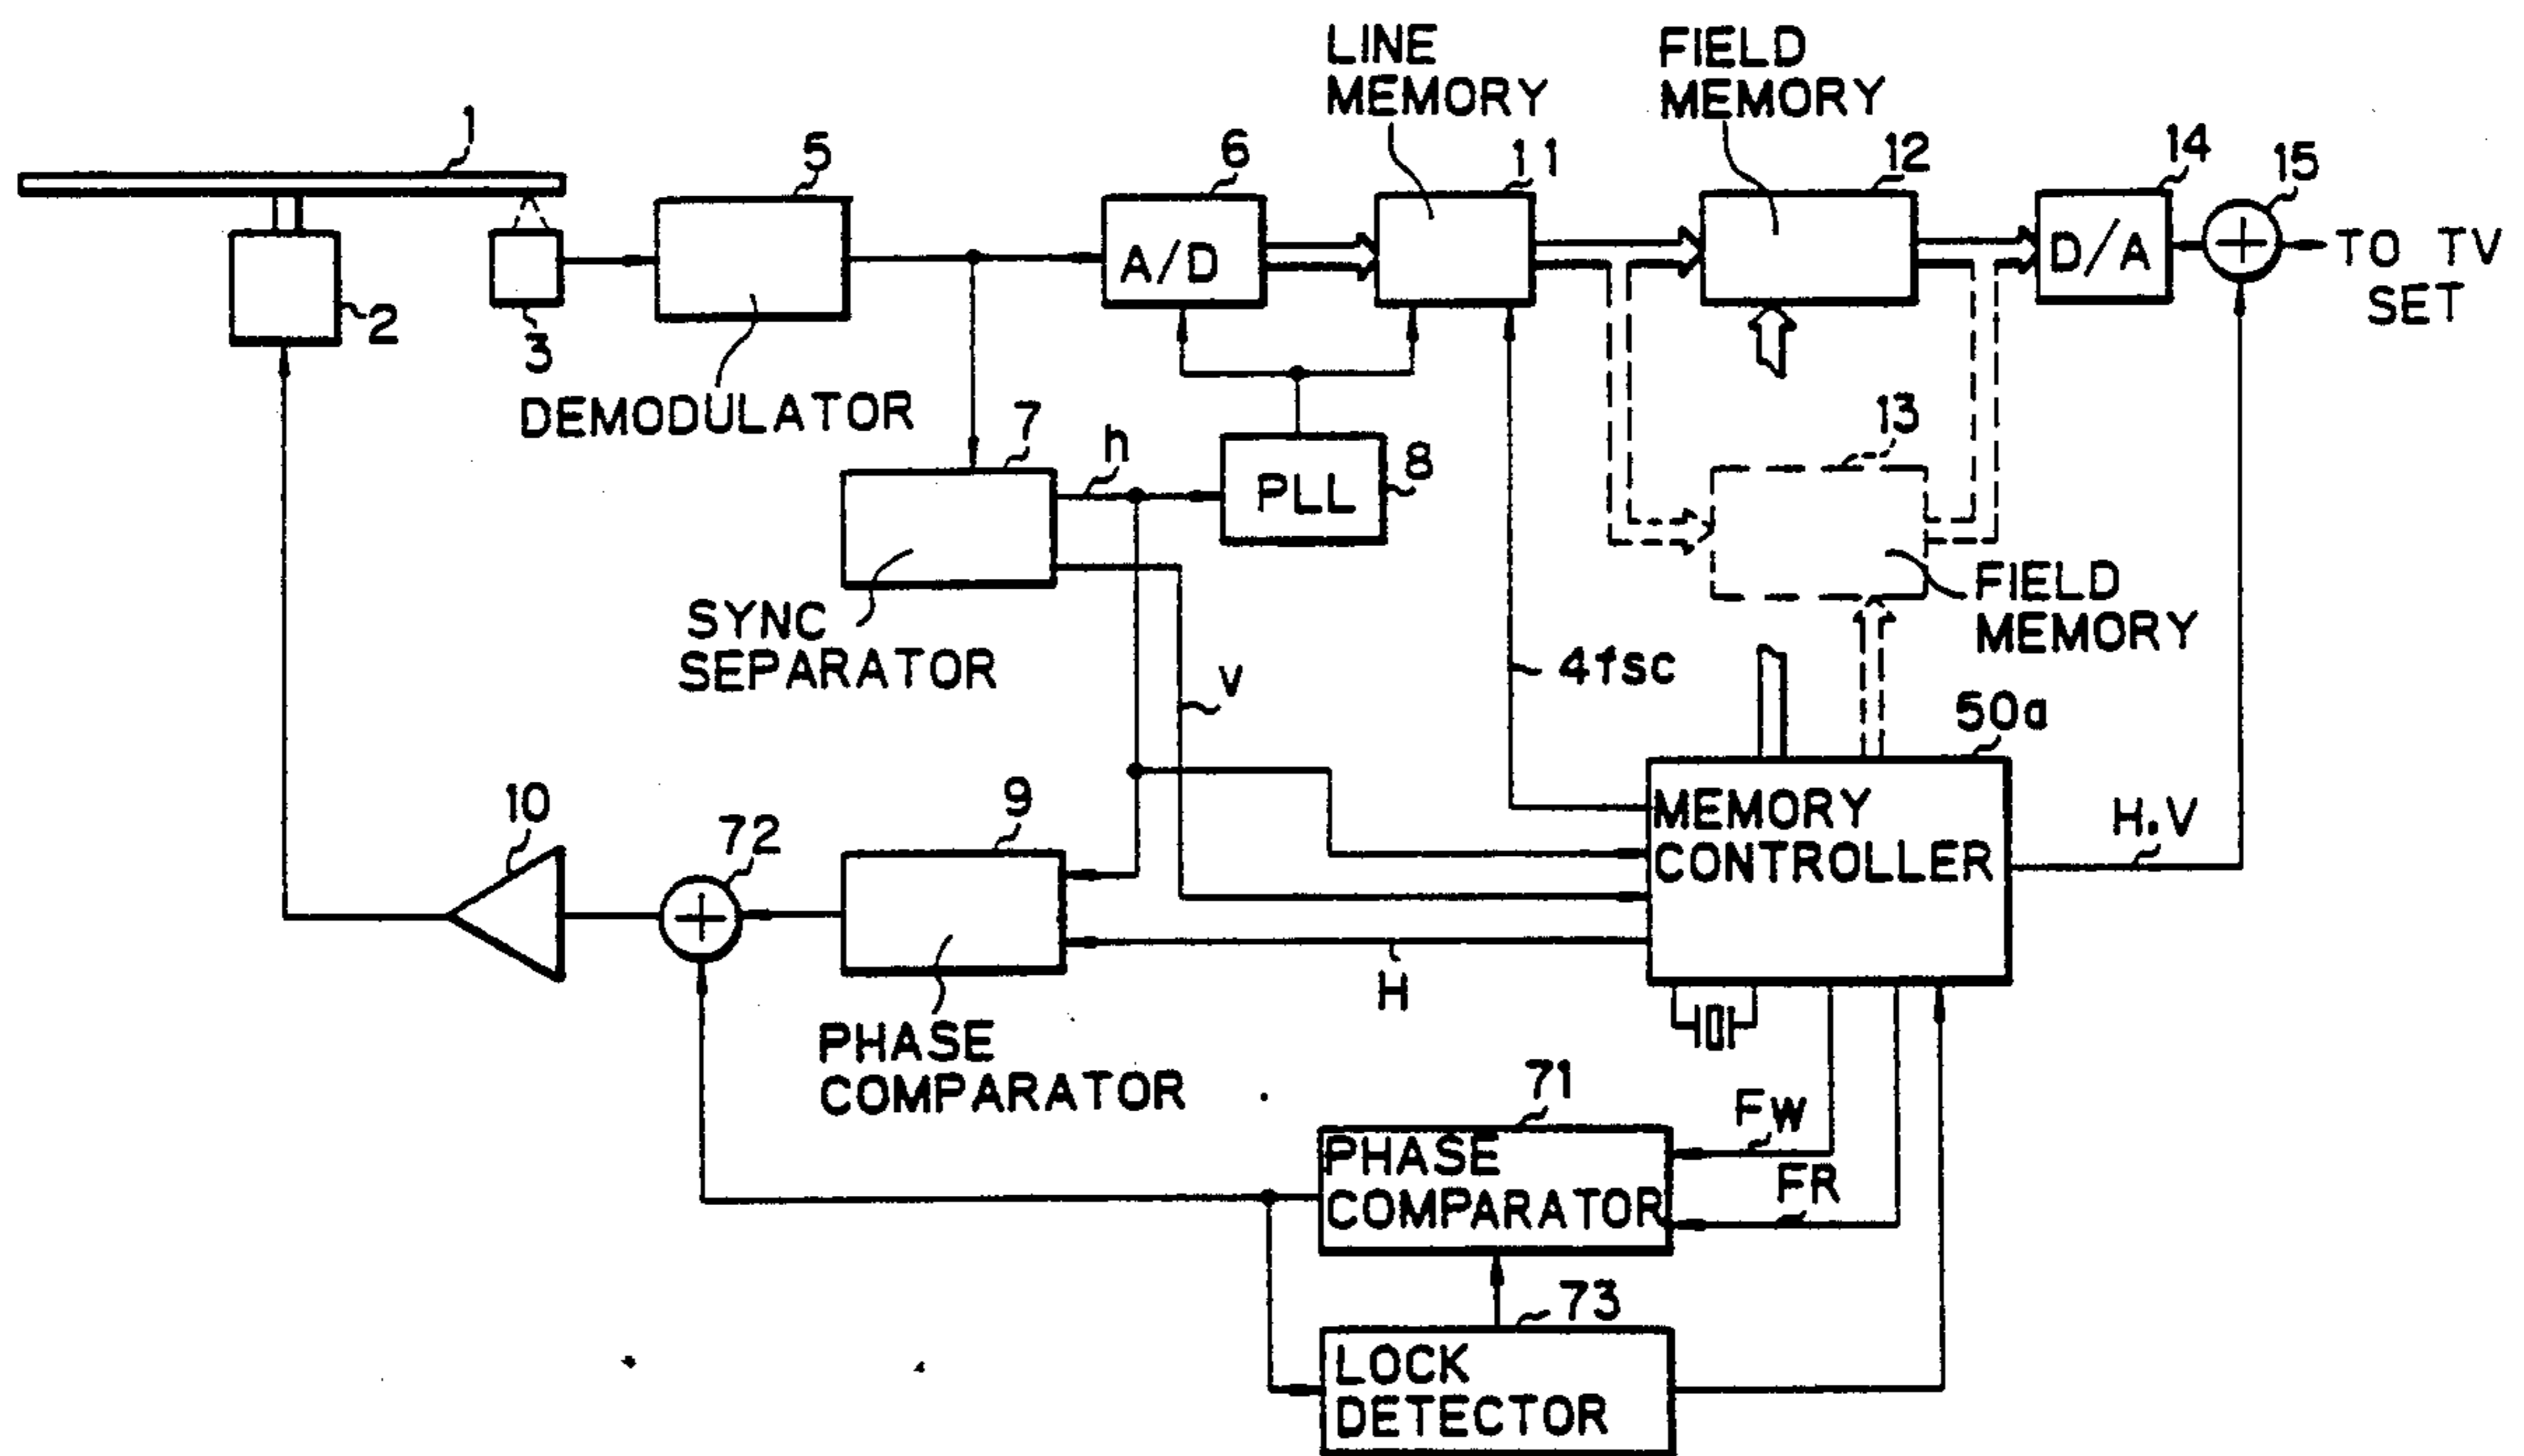 LINE
MEMORY
FIELD
MEMORY
1
5
6
11
12
14
15
A/D
D/A
TO TV
SET
2
3
DEMODULATOR
7
h
PLL
8
13
FIELD
MEMORY
SYNC
SEPARATOR
v
4fsc
50a
10
72
9
MEMORY
CONTROLLER
H.V
H
PHASE
COMPARATOR
71
PHASE
COMPARATOR
FW
FR
73
LOCK
DETECTOR